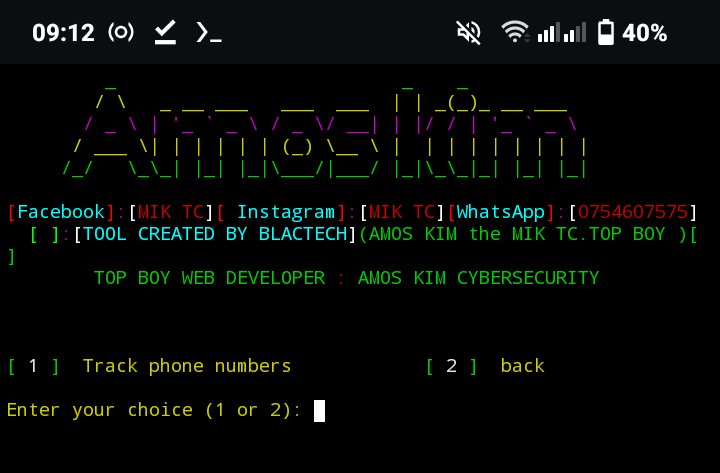 09:12 40%
Amos kim
[Facebook]:[MIK TC][ Instagram]:[MIK TC][WhatsApp]:[0754607575]
[ ]:[TOOL CREATED BY BLACTECH](AMOS KIM the MIK TC.TOP BOY )[
]
TOP BOY WEB DEVELOPER : AMOS KIM CYBERSECURITY
[ 1 ] Track phone numbers [ 2 ] back
Enter your choice (1 or 2):